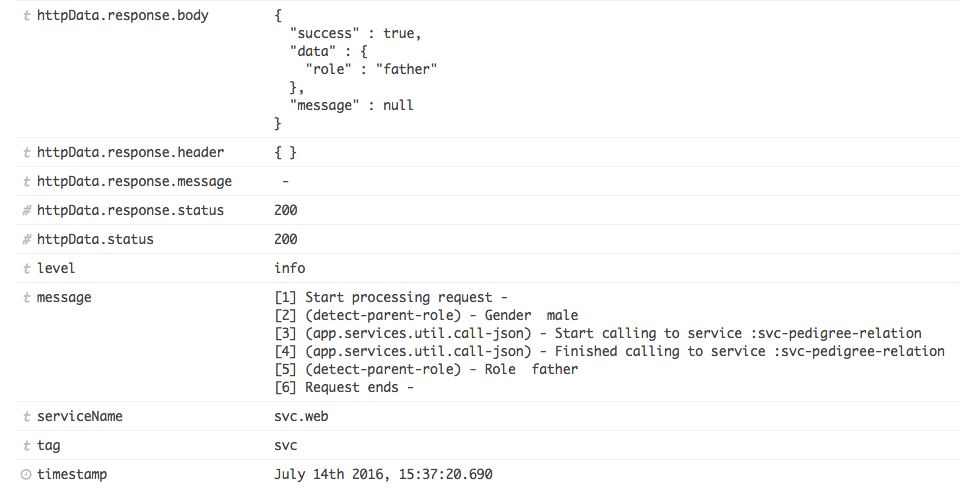 t httpData.response.body {
"success" : true,
"data" : {
"role" : "father"
},
"message" : null
}
t httpData.response.header { }
t httpData.response.message -
# httpData.response.status 200
# httpData.status 200
t level info
t message [1] Start processing request -
[2] (detect-parent-role) - Gender  male
[3] (app.services.util.call-json) - Start calling to service :svc-pedigree-relation
[4] (app.services.util.call-json) - Finished calling to service :svc-pedigree-relation
[5] (detect-parent-role) - Role  father
[6] Request ends -
t serviceName svc.web
t tag svc
timestamp July 14th 2016, 15:37:20.690